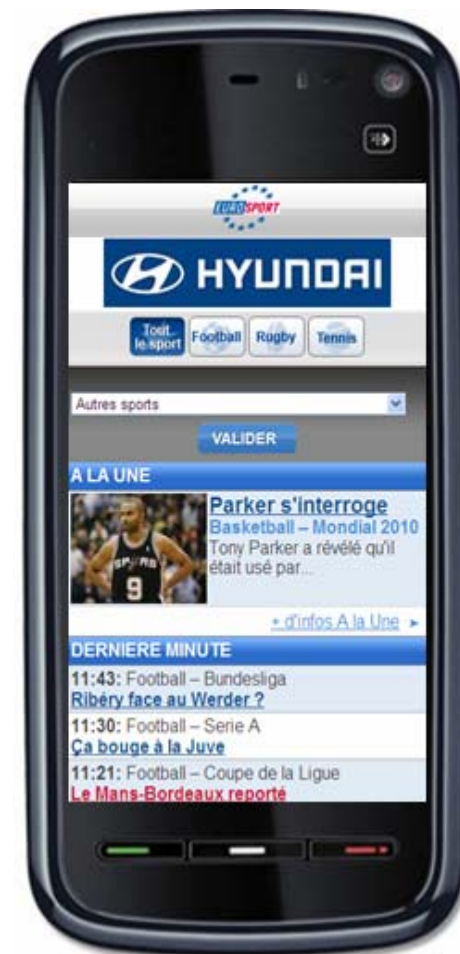 EUROSPORT
HYUNDAI
Tout le sport
Football
Rugby
Tennis
Autres sports
VALIDER
A LA UNE
Parker s'interroge
Basketball – Mondial 2010
Tony Parker a révélé qu'il
était usé par...
SPURS
9
+ d'infos A la Une
DERNIERE MINUTE
11:43: Football – Bundesliga
Ribéry face au Werder ?
11:30: Football – Serie A
Ça bouge à la Juve
11:21: Football – Coupe de la Ligue
Le Mans-Bordeaux reporté